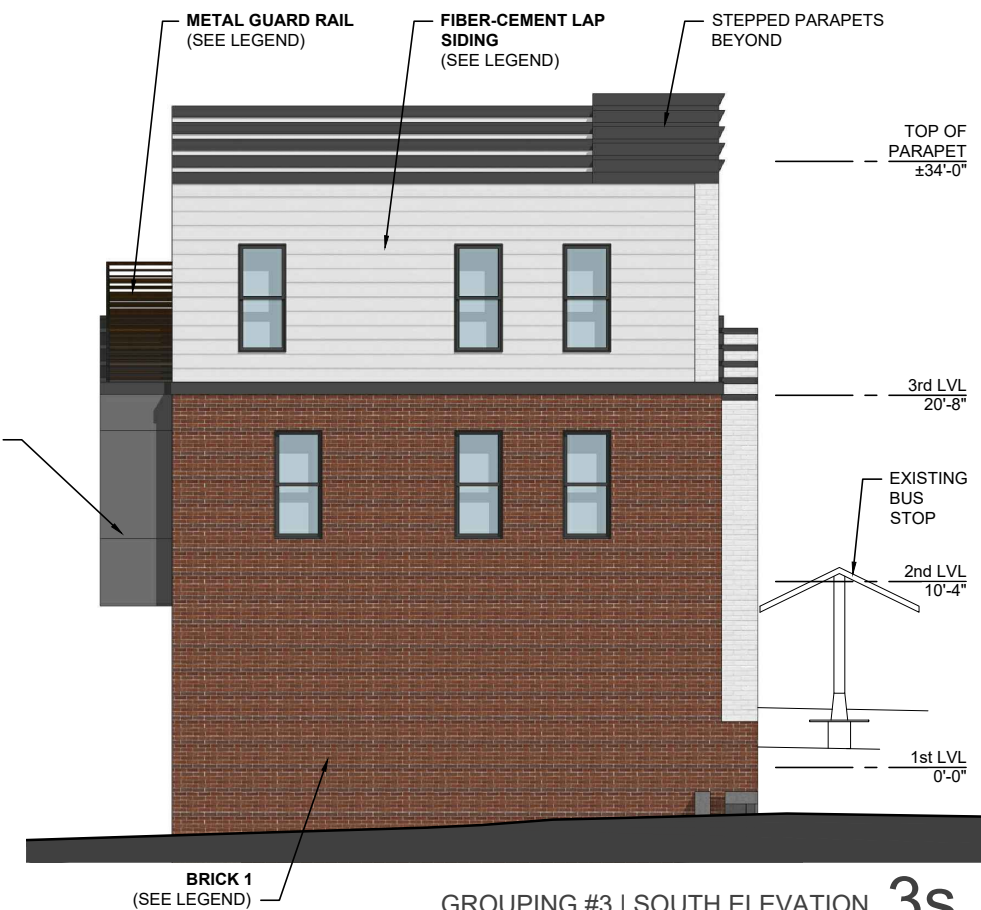 METAL GUARD RAIL
(SEE LEGEND)
FIBER-CEMENT LAP
SIDING
(SEE LEGEND)
STEPPED PARAPETS
BEYOND
TOP OF
PARAPET
±34'-0"
3rd LVL
20'-8"
EXISTING
BUS
STOP
2nd LVL
10'-4"
1st LVL
0'-0"
BRICK 1
(SEE LEGEND)
GROUPING #3 | SOUTH ELEVATION 3s